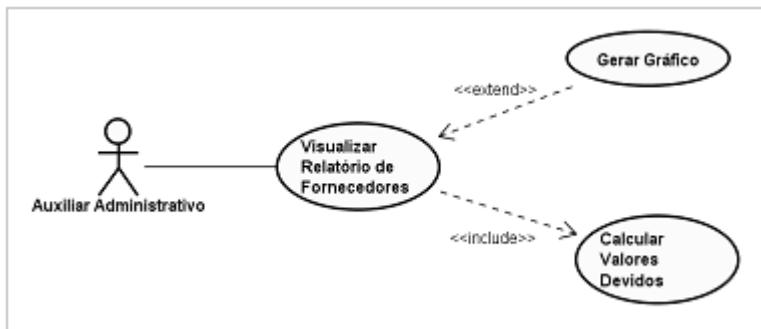 Gerar Gráfico
<<extend>>
Visualizar
Relatório de
Fornecedores
Auxiliar Administrativo
<<include>>
Calcular
Valores
Devidos